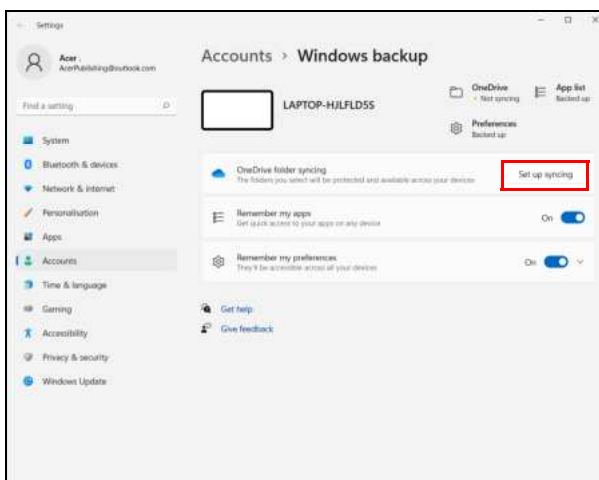 Settings
Acer .
AcerPublishing@outlook.com
Find a setting
System
Bluetooth & devices
Network & internet
Personalisation
Apps
Accounts
Time & language
Gaming
Accessibility
Privacy & security
Windows Update
Accounts > Windows backup
LAPTOP-HJLFLD5S
OneDrive
• Not syncing
App list
Backed up
Preferences
Backed up
OneDrive folder syncing
The folders you select will be protected and available across your devices
Set up syncing
Remember my apps
Get quick access to your apps on any device
On
Remember my preferences
They'll be accessible across all your devices
On
Get help
Give feedback